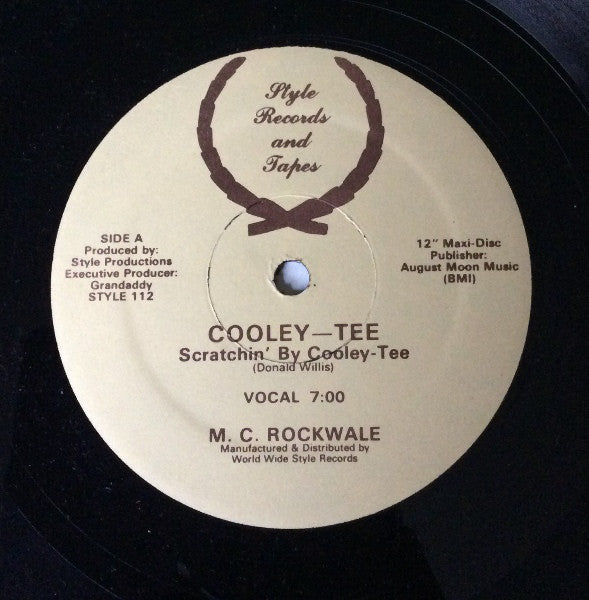 Style
Records
and
Tapes
SIDE A
Produced by:
Style Productions
Executive Producer:
Grandaddy
STYLE 112
12" Maxi-Disc
Publisher:
August Moon Music
(BMI)
COOLEY—TEE
Scratchin' By Cooley-Tee
(Donald Willis)
VOCAL 7:00
M. C. ROCKWALE
Manufactured & Distributed by
World Wide Style Records